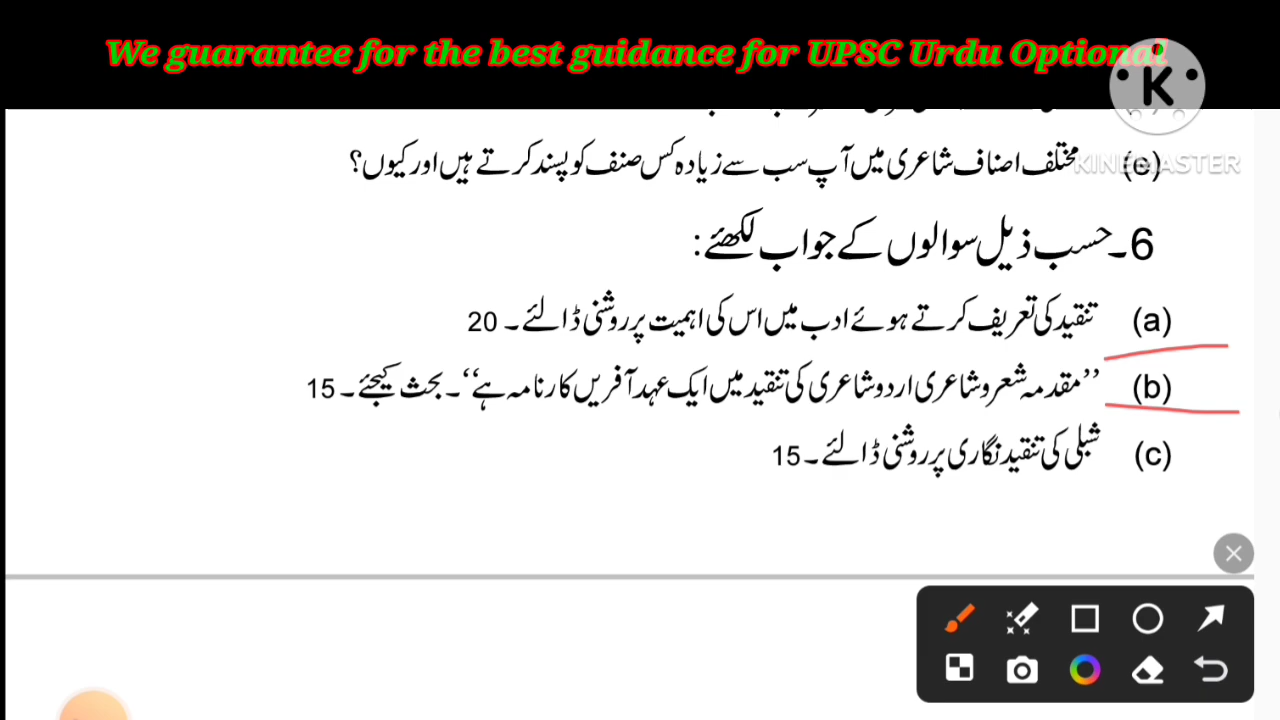 We guarantee for the best guidance for UPSC Urdu Optional
K
KINEMASTER
(e) مختلف اصناف شاعری میں آپ سب سے زیادہ کس صنف کو پسند کرتے ہیں اور کیوں؟
6۔ حسب ذیل سوالوں کے جواب لکھئے:
(a) تنقید کی تعریف کرتے ہوئے ادب میں اس کی اہمیت پر روشنی ڈالئے۔ 20
(b) ’’مقدمہ شعر و شاعری اردو شاعری کی تنقید میں ایک عہد آفریں کارنامہ ہے‘‘۔ بحث کیجئے۔ 15
(c) شبلی کی تنقید نگاری پر روشنی ڈالئے۔ 15